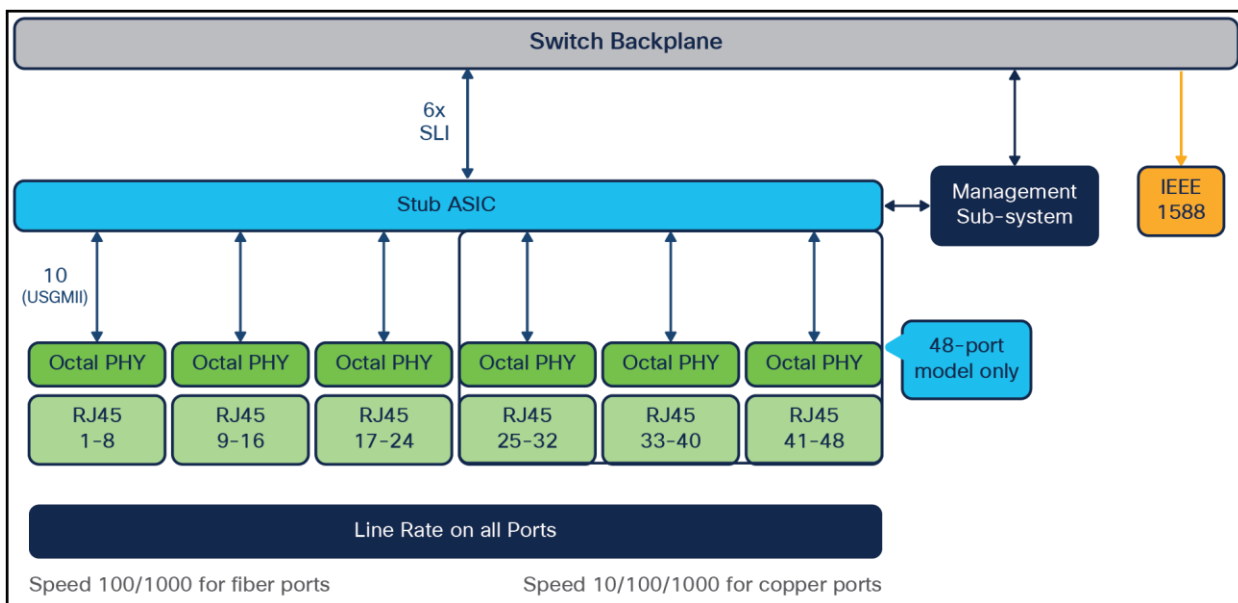 Switch Backplane
6x
SLI
Stub ASIC
Management
Sub-system
IEEE
1588
10
(USGMII)
Octal PHY
Octal PHY
Octal PHY
Octal PHY
Octal PHY
Octal PHY
48-port
model only
RJ45
1-8
RJ45
9-16
RJ45
17-24
RJ45
25-32
RJ45
33-40
RJ45
41-48
Line Rate on all Ports
Speed 100/1000 for fiber ports
Speed 10/100/1000 for copper ports